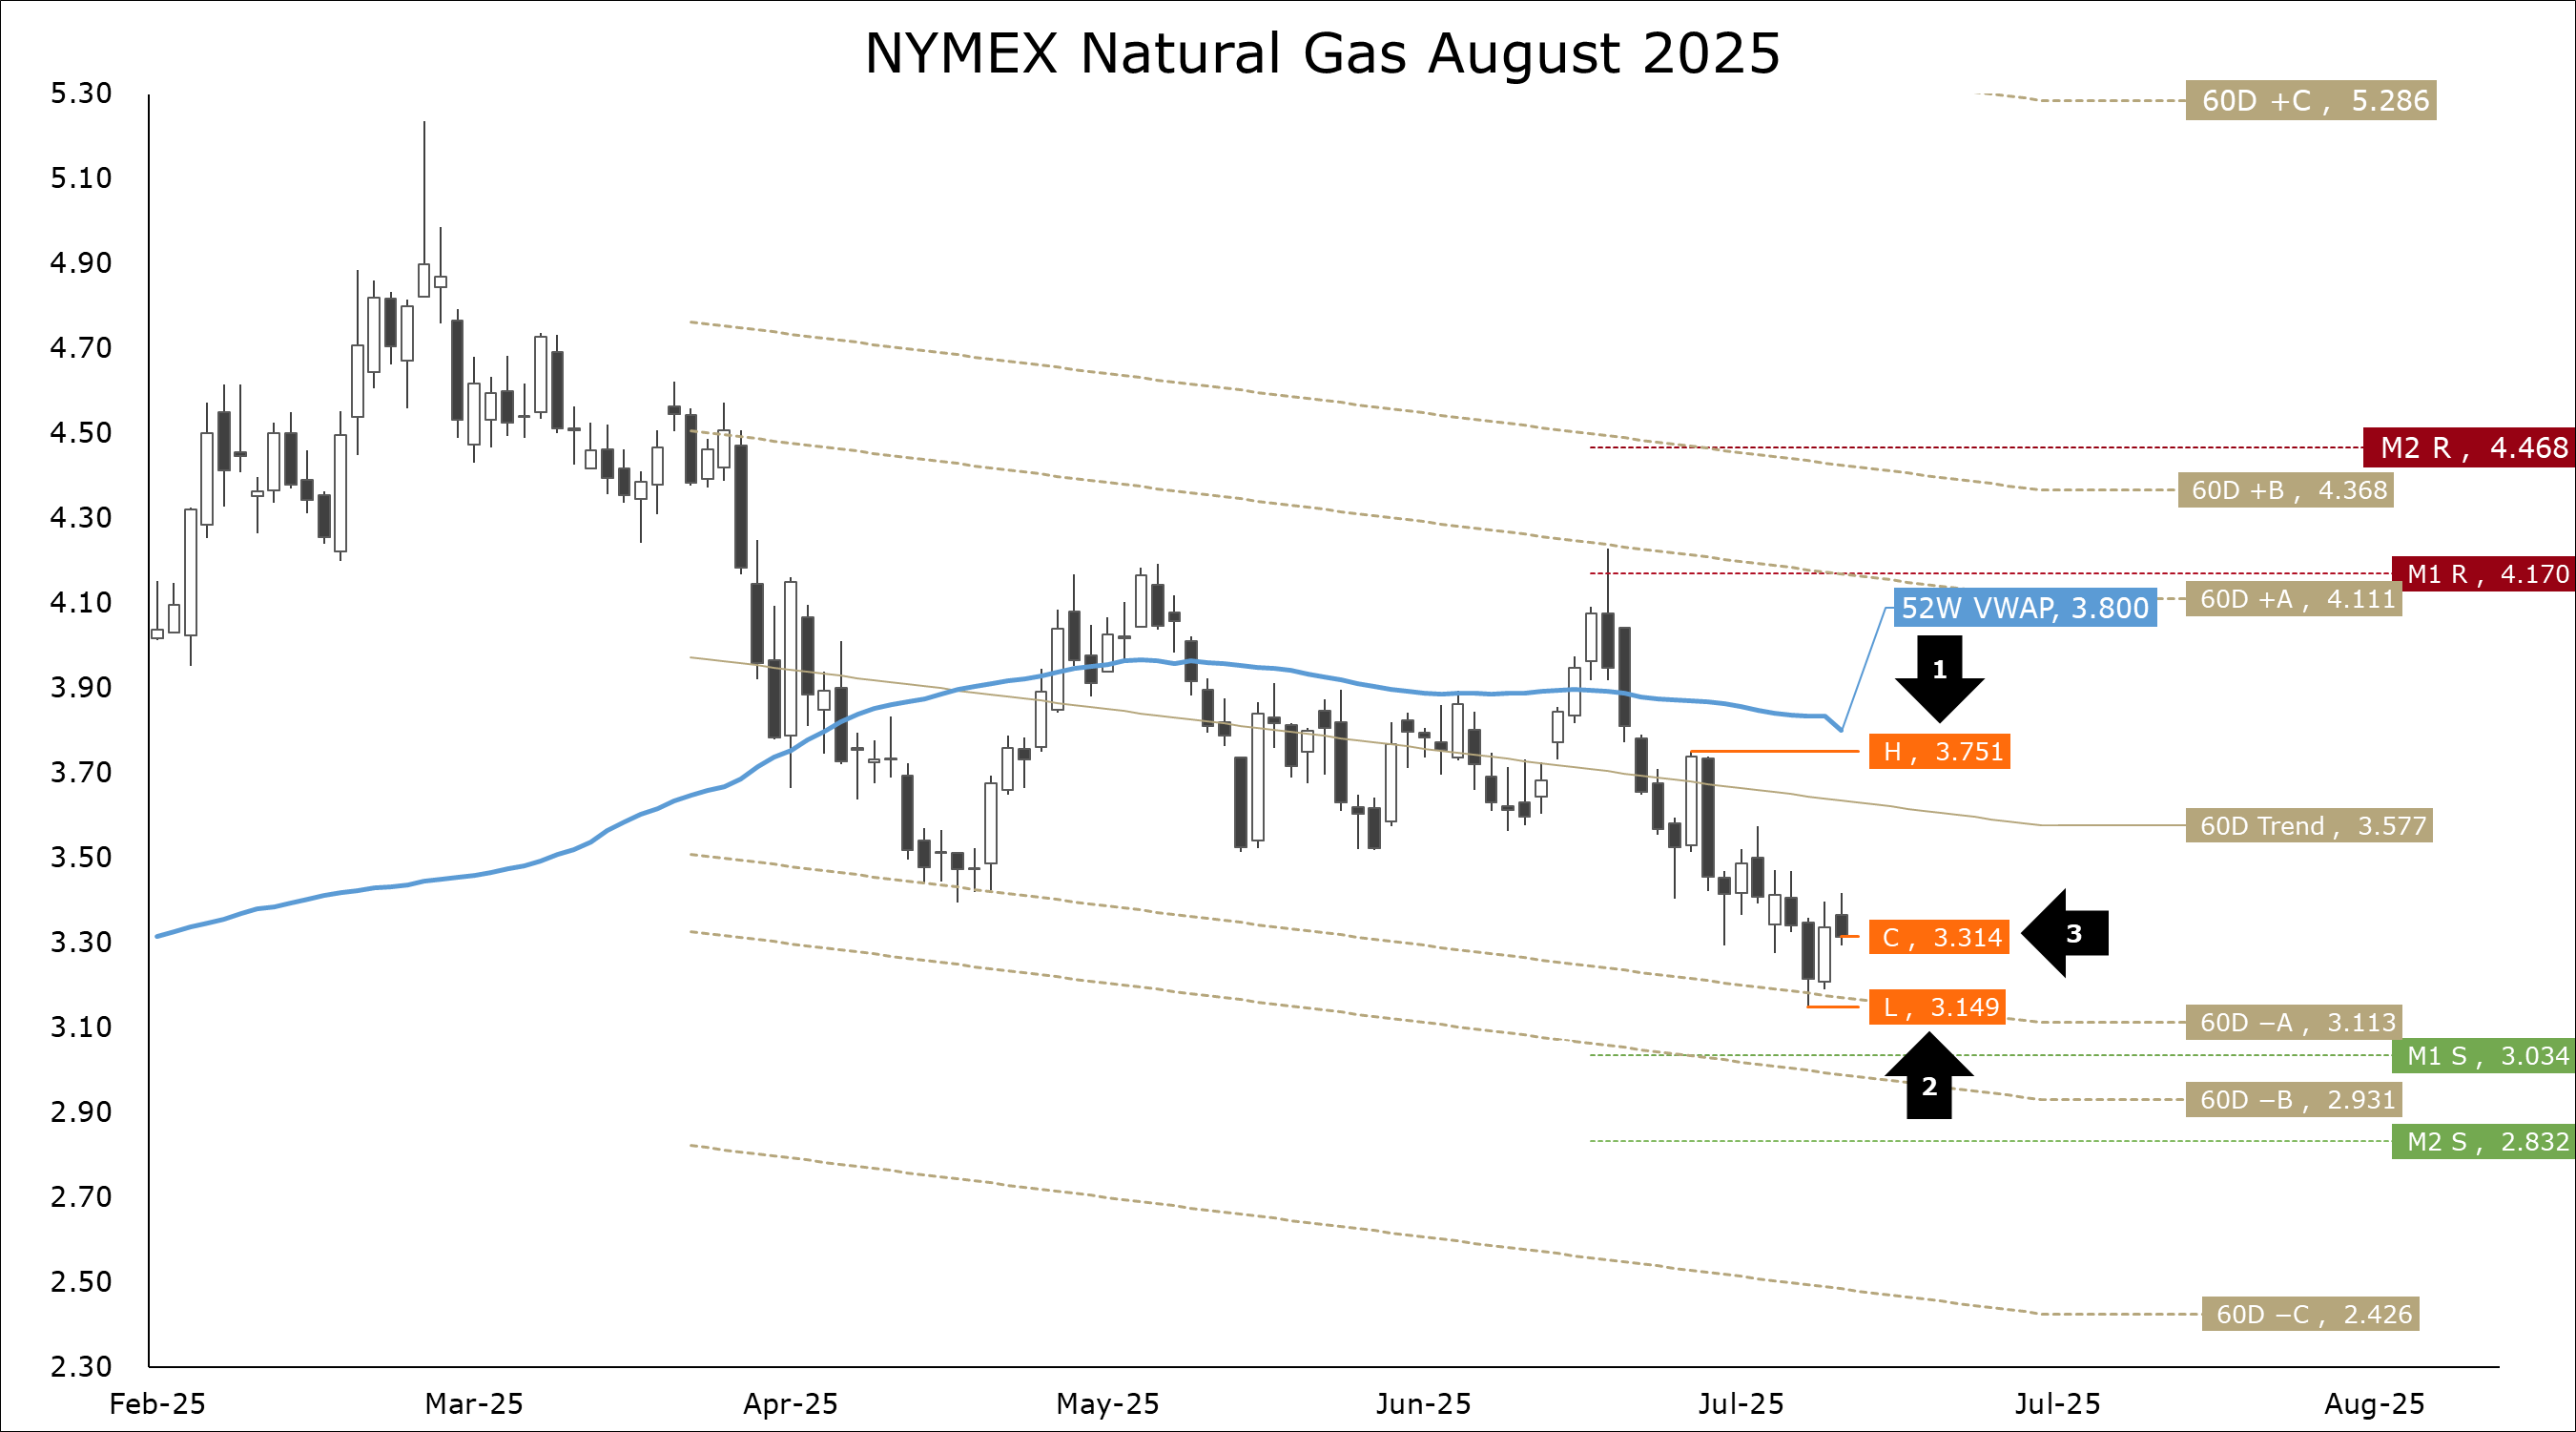 NYMEX Natural Gas August 2025
5.30
5.10
4.90
4.70
4.50
4.30
4.10
3.90
3.70
3.50
3.30
3.10
2.90
2.70
2.50
2.30
60D +C , 5.286
M2 R , 4.468
60D +B , 4.368
M1 R , 4.170
60D +A , 4.111
52W VWAP, 3.800
1
H , 3.751
60D Trend , 3.577
C , 3.314
3
L , 3.149
60D −A , 3.113
M1 S , 3.034
2
60D −B , 2.931
M2 S , 2.832
60D −C , 2.426
Feb-25
Mar-25
Apr-25
May-25
Jun-25
Jul-25
Jul-25
Aug-25